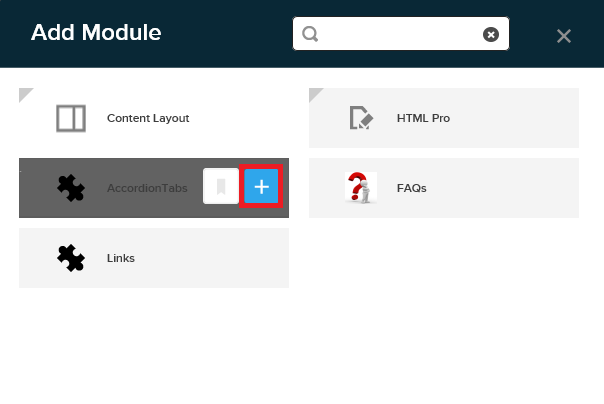 Add Module
Content Layout
HTML Pro
AccordionTabs
FAQs
Links